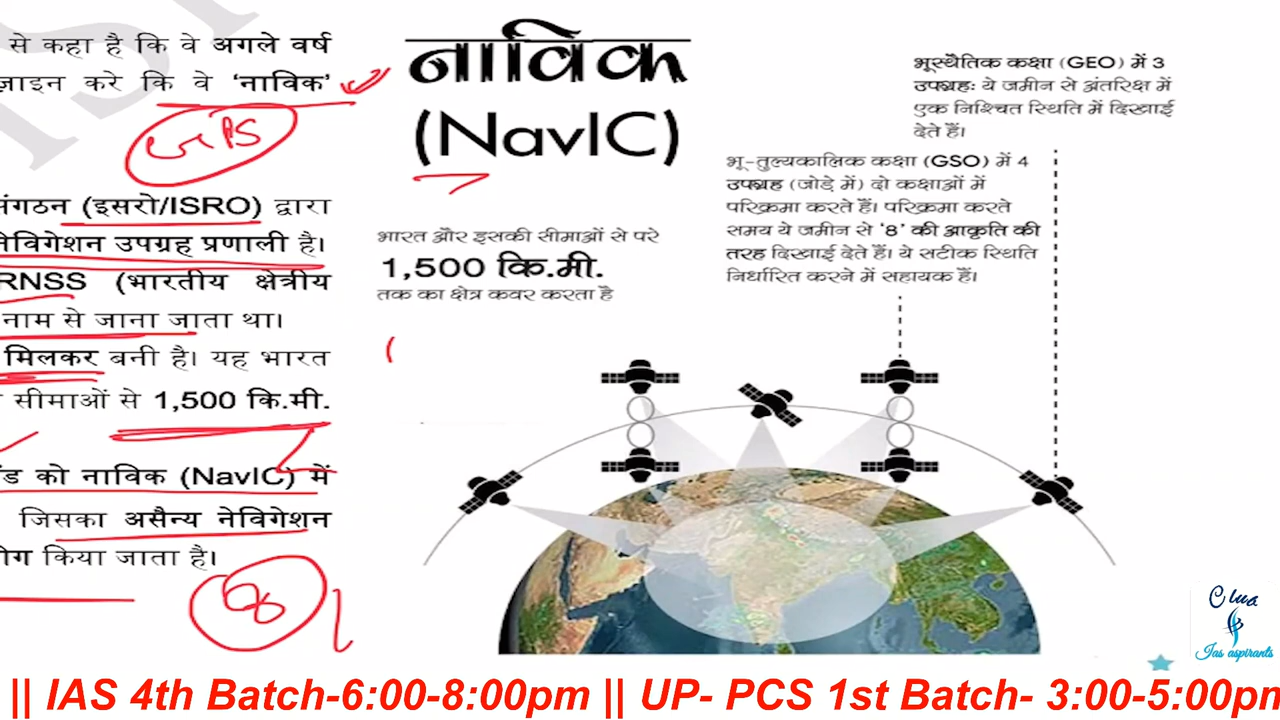 से कहा है कि वे अगले वर्ष
ज़ाइन करे कि वे ‘नाविक’
GPS
संगठन (इसरो/ISRO) द्वारा
नेविगेशन उपग्रह प्रणाली है।
RNSS (भारतीय क्षेत्रीय
नाम से जाना जाता था।
मिलकर बनी है। यह भारत
सीमाओं से 1,500 कि.मी.
को नाविक (NavIC) में
जिसका असैन्य नेविगेशन
किया जाता है।
नाविक
(NavIC)
भारत और इसकी सीमाओं से परे
1,500 कि.मी.
तक का क्षेत्र कवर करता है
भूस्थैतिक कक्षा (GEO) में 3
उपग्रहः ये जमीन से अंतरिक्ष में
एक निश्चित स्थिति में दिखाई
देते हैं।
भू-तुल्यकालिक कक्षा (GSO) में 4
उपग्रह (जोड़े में) दो कक्षाओं में
परिक्रमा करते हैं। परिक्रमा करते
समय ये जमीन से ‘8’ की आकृति की
तरह दिखाई देते हैं। ये सटीक स्थिति
निर्धारित करने में सहायक हैं।
Clue
Ias aspirants
|| IAS 4th Batch-6:00-8:00pm || UP- PCS 1st Batch- 3:00-5:00pm